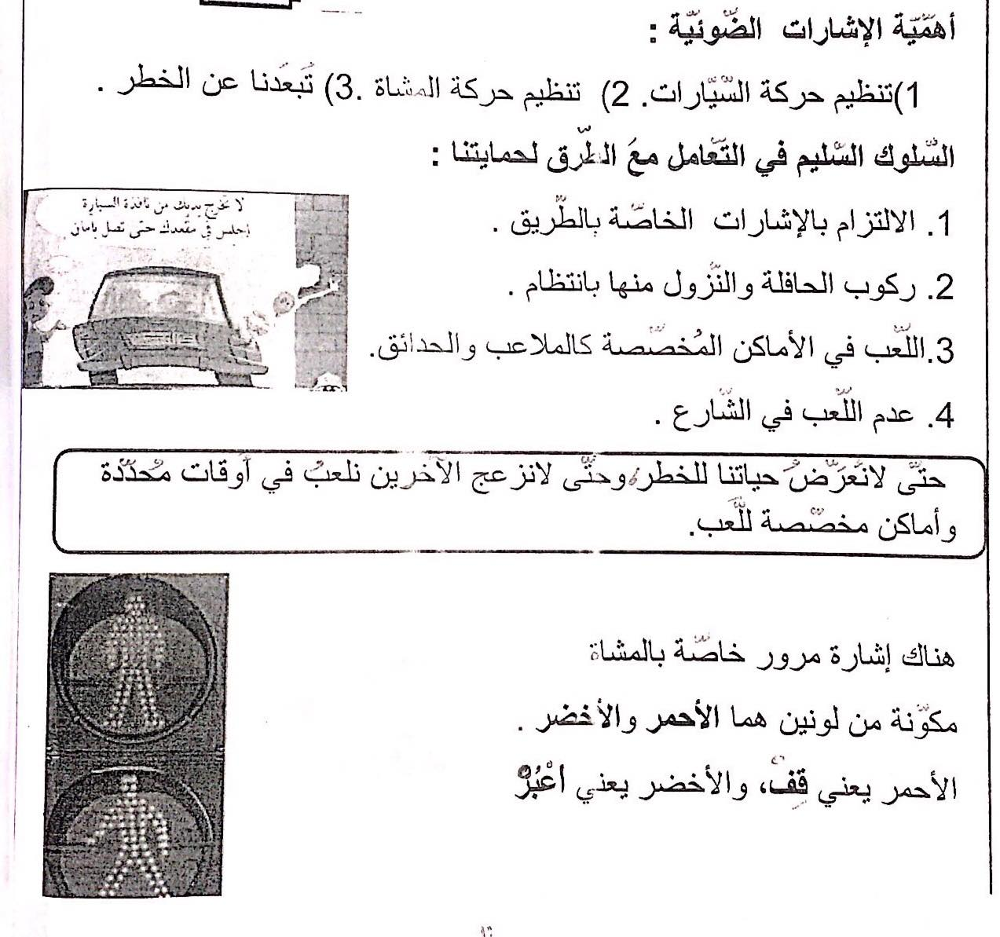 أهمّيّة الإشارات الضّوئيّة :
1)تنظيم حركة السّيّارات. 2) تنظيم حركة المشاة .3) تُبعدُنا عن الخطر .
السّلوك السّليم في التّعامل معَ الطّرق لحمايتنا :
لا تخرج يديك من نافذة السيارة
إجلس في مقعدك حتى تصل بأمان
1. الالتزام بالإشارات الخاصّة بالطّريق .
2. ركوب الحافلة والنّزول منها بانتظام .
3.اللّعب في الأماكن المُخصّصة كالملاعب والحدائق.
4. عدم اللّعب في الشّارع .
حتّى لانُعرّضُ حياتنا للخطر،وحتّى لانزعج الآخرين نلعبُ في أوقات مُحدّدة
وأماكن مخصّصة للّعب.
هناك إشارة مرور خاصّة بالمشاة
مكوّنة من لونين هما الأحمر والأخضر .
الأحمر يعني قِفْ، والأخضر يعني اعْبُرْ